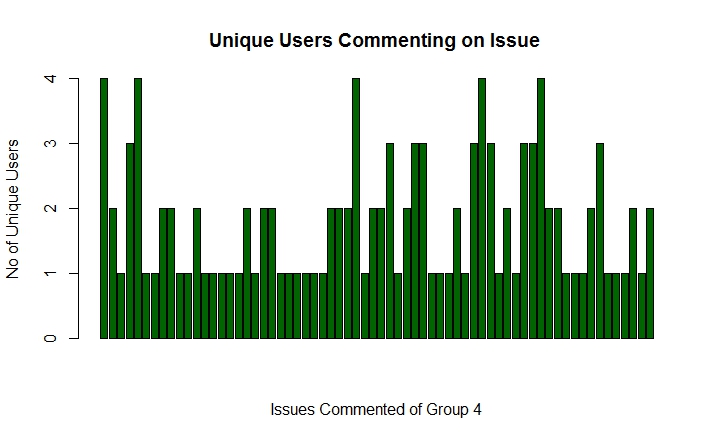 Unique Users Commenting on Issue
No of Unique Users
4
3
2
1
0
Issues Commented of Group 4